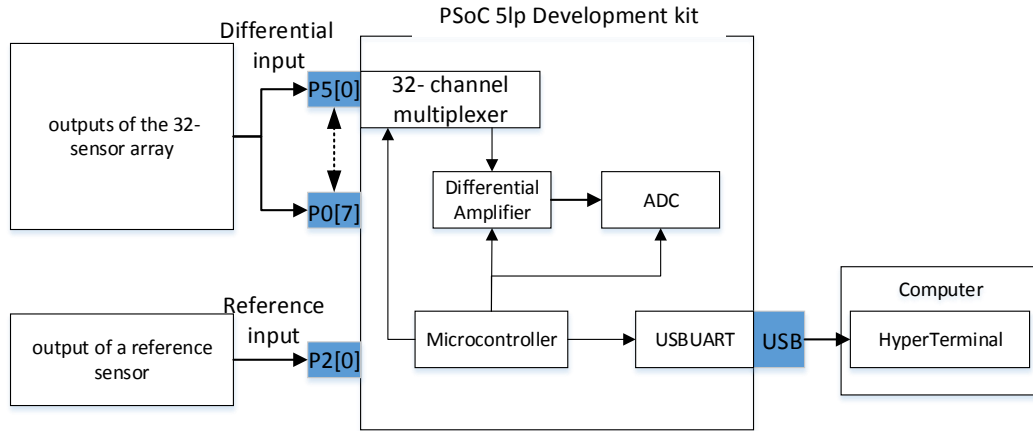 PSoC 5lp Development kit
Differential
input
P5[0]
32- channel
multiplexer
outputs of the 32-
sensor array
Differential
Amplifier
ADC
P0[7]
Reference
input
Computer
output of a reference
sensor
P2[0]
Microcontroller
USBUART
USB
HyperTerminal